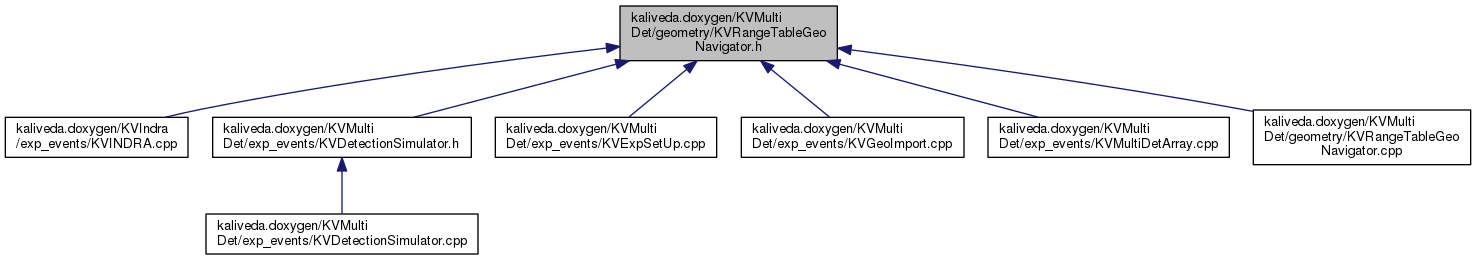 kaliveda.doxygen/KVMulti
Det/geometry/KVRangeTableGeo
Navigator.h
kaliveda.doxygen/KVIndra
/exp_events/KVINDRA.cpp
kaliveda.doxygen/KVMulti
Det/exp_events/KVDetectionSimulator.h
kaliveda.doxygen/KVMulti
Det/exp_events/KVExpSetUp.cpp
kaliveda.doxygen/KVMulti
Det/exp_events/KVGeoImport.cpp
kaliveda.doxygen/KVMulti
Det/exp_events/KVMultiDetArray.cpp
kaliveda.doxygen/KVMulti
Det/geometry/KVRangeTableGeo
Navigator.cpp
kaliveda.doxygen/KVMulti
Det/exp_events/KVDetectionSimulator.cpp